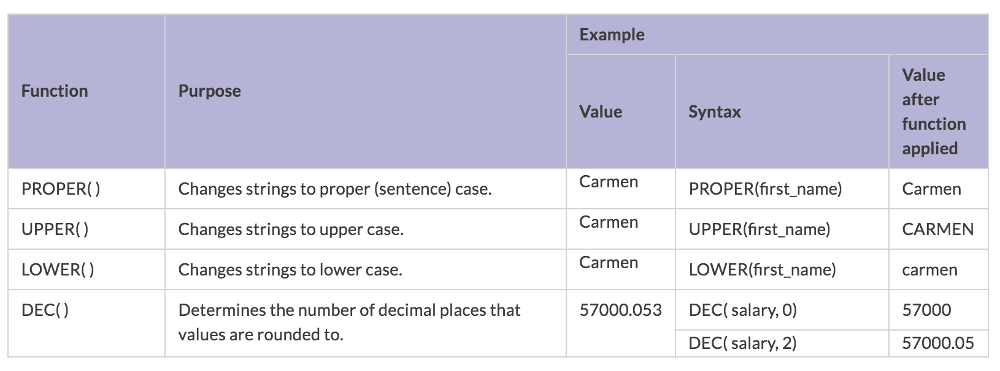 Function
Purpose
Example
Value
Syntax
Value
after
function
applied
PROPER( )
Changes strings to proper (sentence) case.
Carmen
PROPER(first_name)
Carmen
UPPER( )
Changes strings to upper case.
Carmen
UPPER(first_name)
CARMEN
LOWER( )
Changes strings to lower case.
Carmen
LOWER(first_name)
carmen
DEC( )
Determines the number of decimal places that
values are rounded to.
57000.053
DEC( salary, 0)
57000
DEC( salary, 2)
57000.05